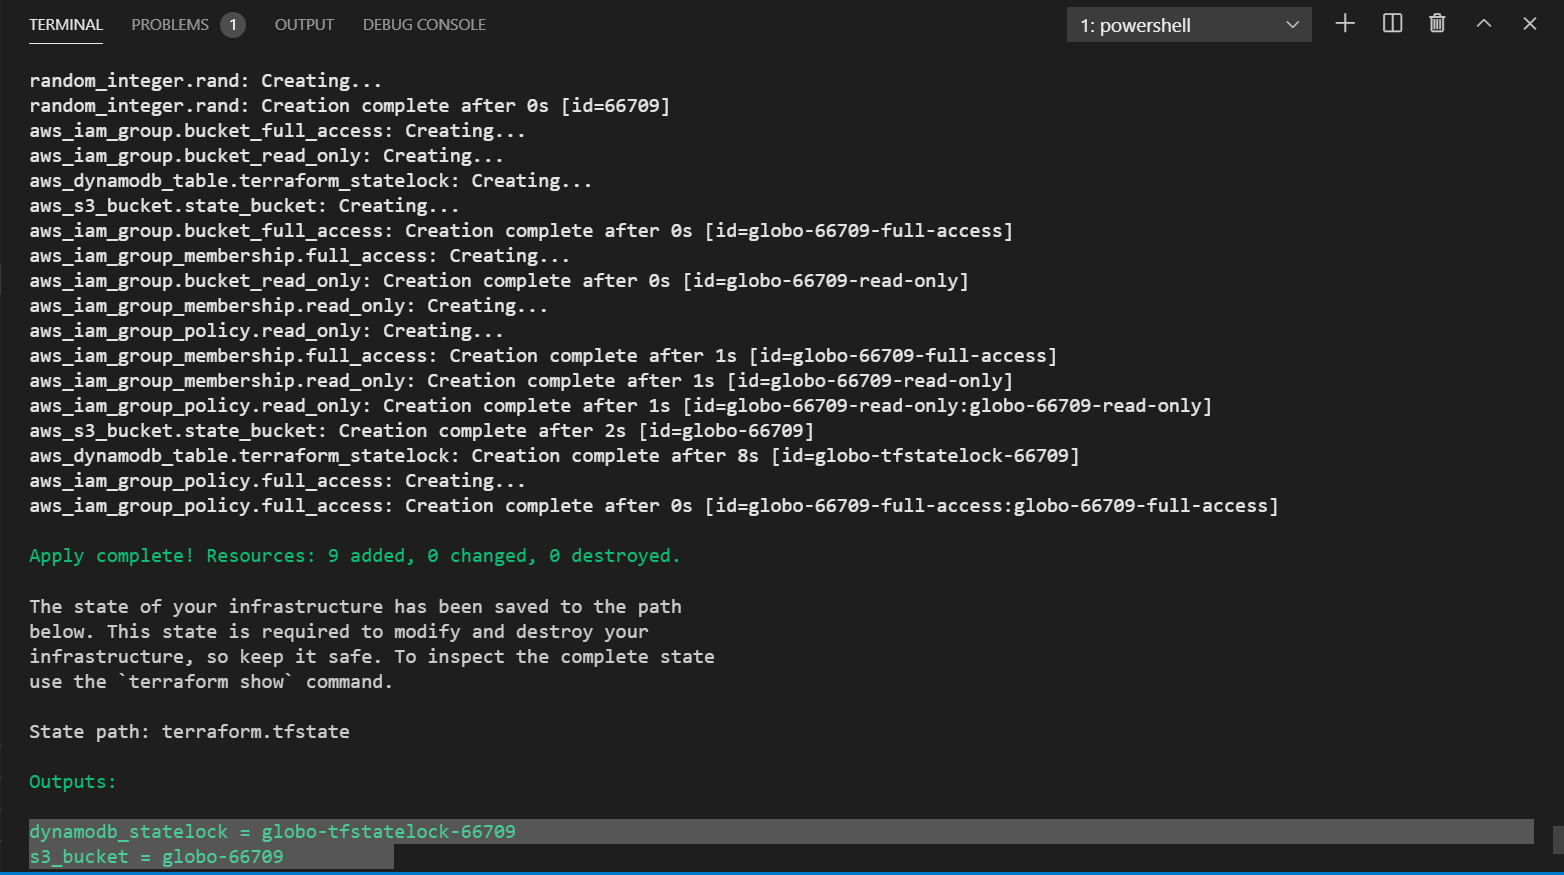 TERMINAL PROBLEMS 1 OUTPUT DEBUG CONSOLE 1: powershell
random_integer.rand: Creating...
random_integer.rand: Creation complete after 0s [id=66709]
aws_iam_group.bucket_full_access: Creating...
aws_iam_group.bucket_read_only: Creating...
aws_dynamodb_table.terraform_statelock: Creating...
aws_s3_bucket.state_bucket: Creating...
aws_iam_group.bucket_full_access: Creation complete after 0s [id=globo-66709-full-access]
aws_iam_group_membership.full_access: Creating...
aws_iam_group.bucket_read_only: Creation complete after 0s [id=globo-66709-read-only]
aws_iam_group_membership.read_only: Creating...
aws_iam_group_policy.read_only: Creating...
aws_iam_group_membership.full_access: Creation complete after 1s [id=globo-66709-full-access]
aws_iam_group_membership.read_only: Creation complete after 1s [id=globo-66709-read-only]
aws_iam_group_policy.read_only: Creation complete after 1s [id=globo-66709-read-only:globo-66709-read-only]
aws_s3_bucket.state_bucket: Creation complete after 2s [id=globo-66709]
aws_dynamodb_table.terraform_statelock: Creation complete after 8s [id=globo-tfstatelock-66709]
aws_iam_group_policy.full_access: Creating...
aws_iam_group_policy.full_access: Creation complete after 0s [id=globo-66709-full-access:globo-66709-full-access]
Apply complete! Resources: 9 added, 0 changed, 0 destroyed.
The state of your infrastructure has been saved to the path
below. This state is required to modify and destroy your
infrastructure, so keep it safe. To inspect the complete state
use the `terraform show` command.
State path: terraform.tfstate
Outputs:
dynamodb_statelock = globo-tfstatelock-66709
s3_bucket = globo-66709